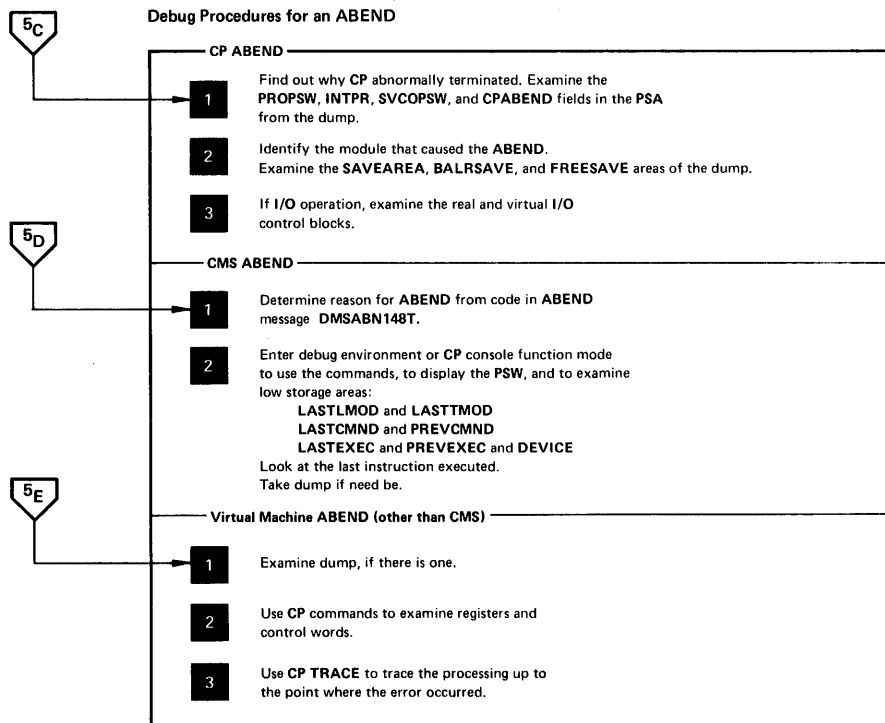 Debug Procedures for an ABEND
5C
CP ABEND
1
Find out why CP abnormally terminated. Examine the
PROPSW, INTPR, SVCOPSW, and CPABEND fields in the PSA
from the dump.
2
Identify the module that caused the ABEND.
Examine the SAVEAREA, BALRSAVE, and FREESAVE areas of the dump.
3
If I/O operation, examine the real and virtual I/O
control blocks.
5D
CMS ABEND
1
Determine reason for ABEND from code in ABEND
message DMSABN148T.
2
Enter debug environment or CP console function mode
to use the commands, to display the PSW, and to examine
low storage areas:
LASTLMOD and LASTTMOD
LASTCMND and PREVCMND
LASTEXEC and PREVEXEC and DEVICE
Look at the last instruction executed.
Take dump if need be.
5E
Virtual Machine ABEND (other than CMS)
1
Examine dump, if there is one.
2
Use CP commands to examine registers and
control words.
3
Use CP TRACE to trace the processing up to
the point where the error occurred.